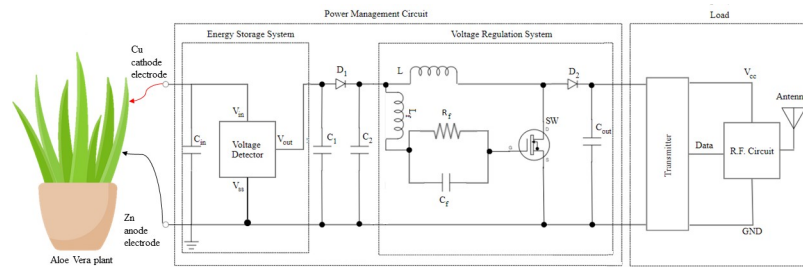 Power Management Circuit
Load
Energy Storage System
Voltage Regulation System
Cu
cathode
electrode
D1
L
D2
Vcc
Antenna
Vin
Lf
Rf
SW
Cin
Voltage
Detector
Vout
C1
C2
Cout
Transmitter
Data
R.F. Circuit
D
G
S
Vss
Cf
Zn
anode
electrode
GND
Aloe Vera plant